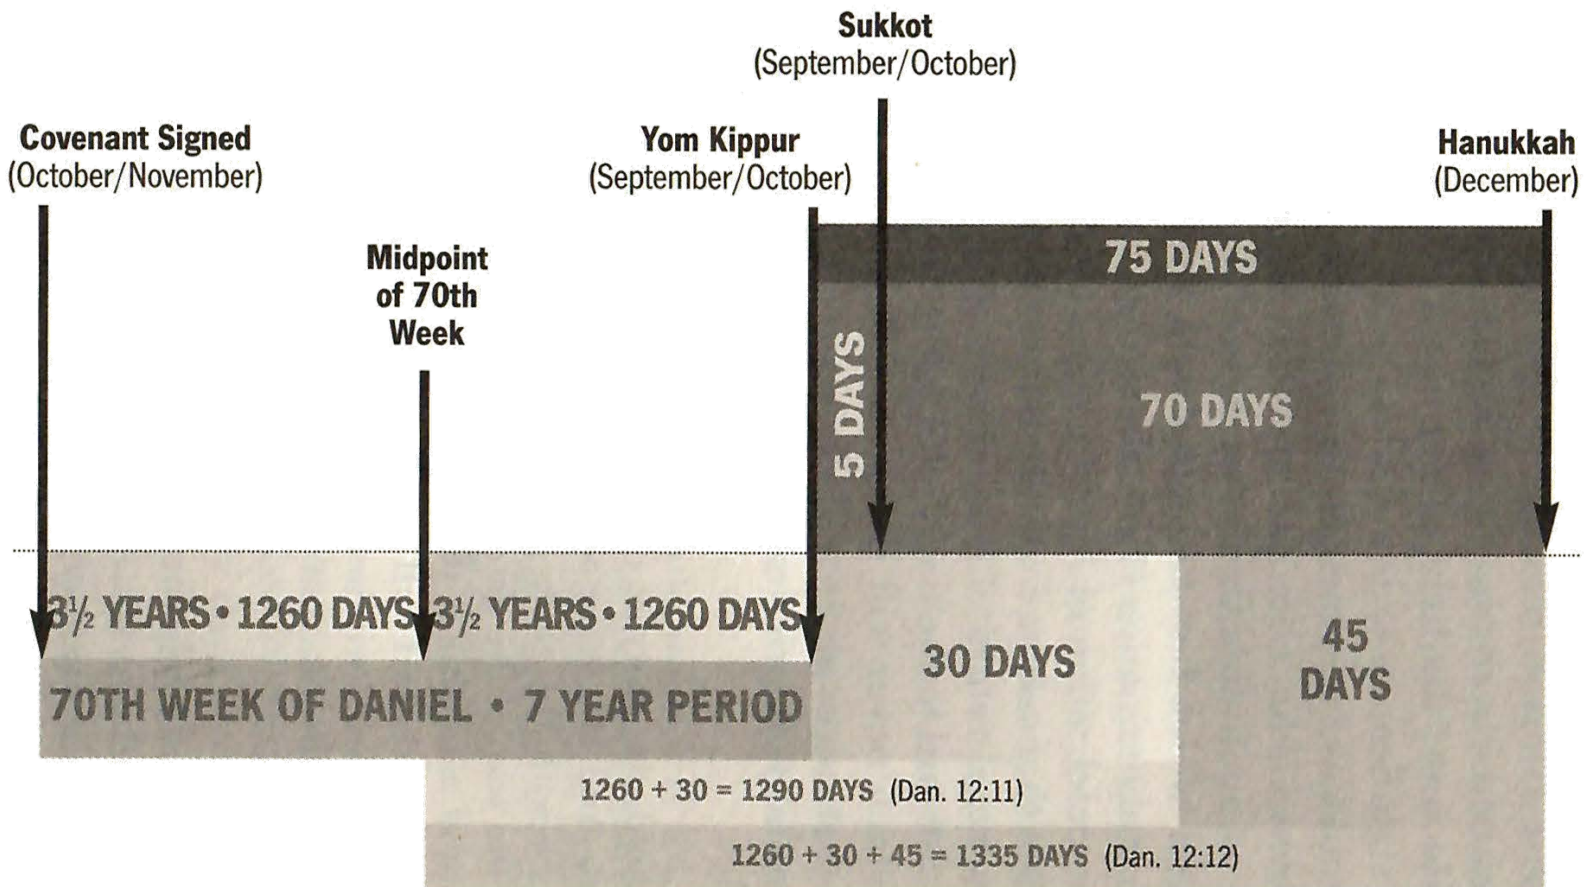 Sukkot
(September/October)
Covenant Signed
(October/November)
Yom Kippur
(September/October)
Hanukkah
(December)
Midpoint
of 70th
Week
75 DAYS
5 DAYS
70 DAYS
3½ YEARS • 1260 DAYS
3½ YEARS • 1260 DAYS
30 DAYS
45
DAYS
70TH WEEK OF DANIEL • 7 YEAR PERIOD
1260 + 30 = 1290 DAYS (Dan. 12:11)
1260 + 30 + 45 = 1335 DAYS (Dan. 12:12)